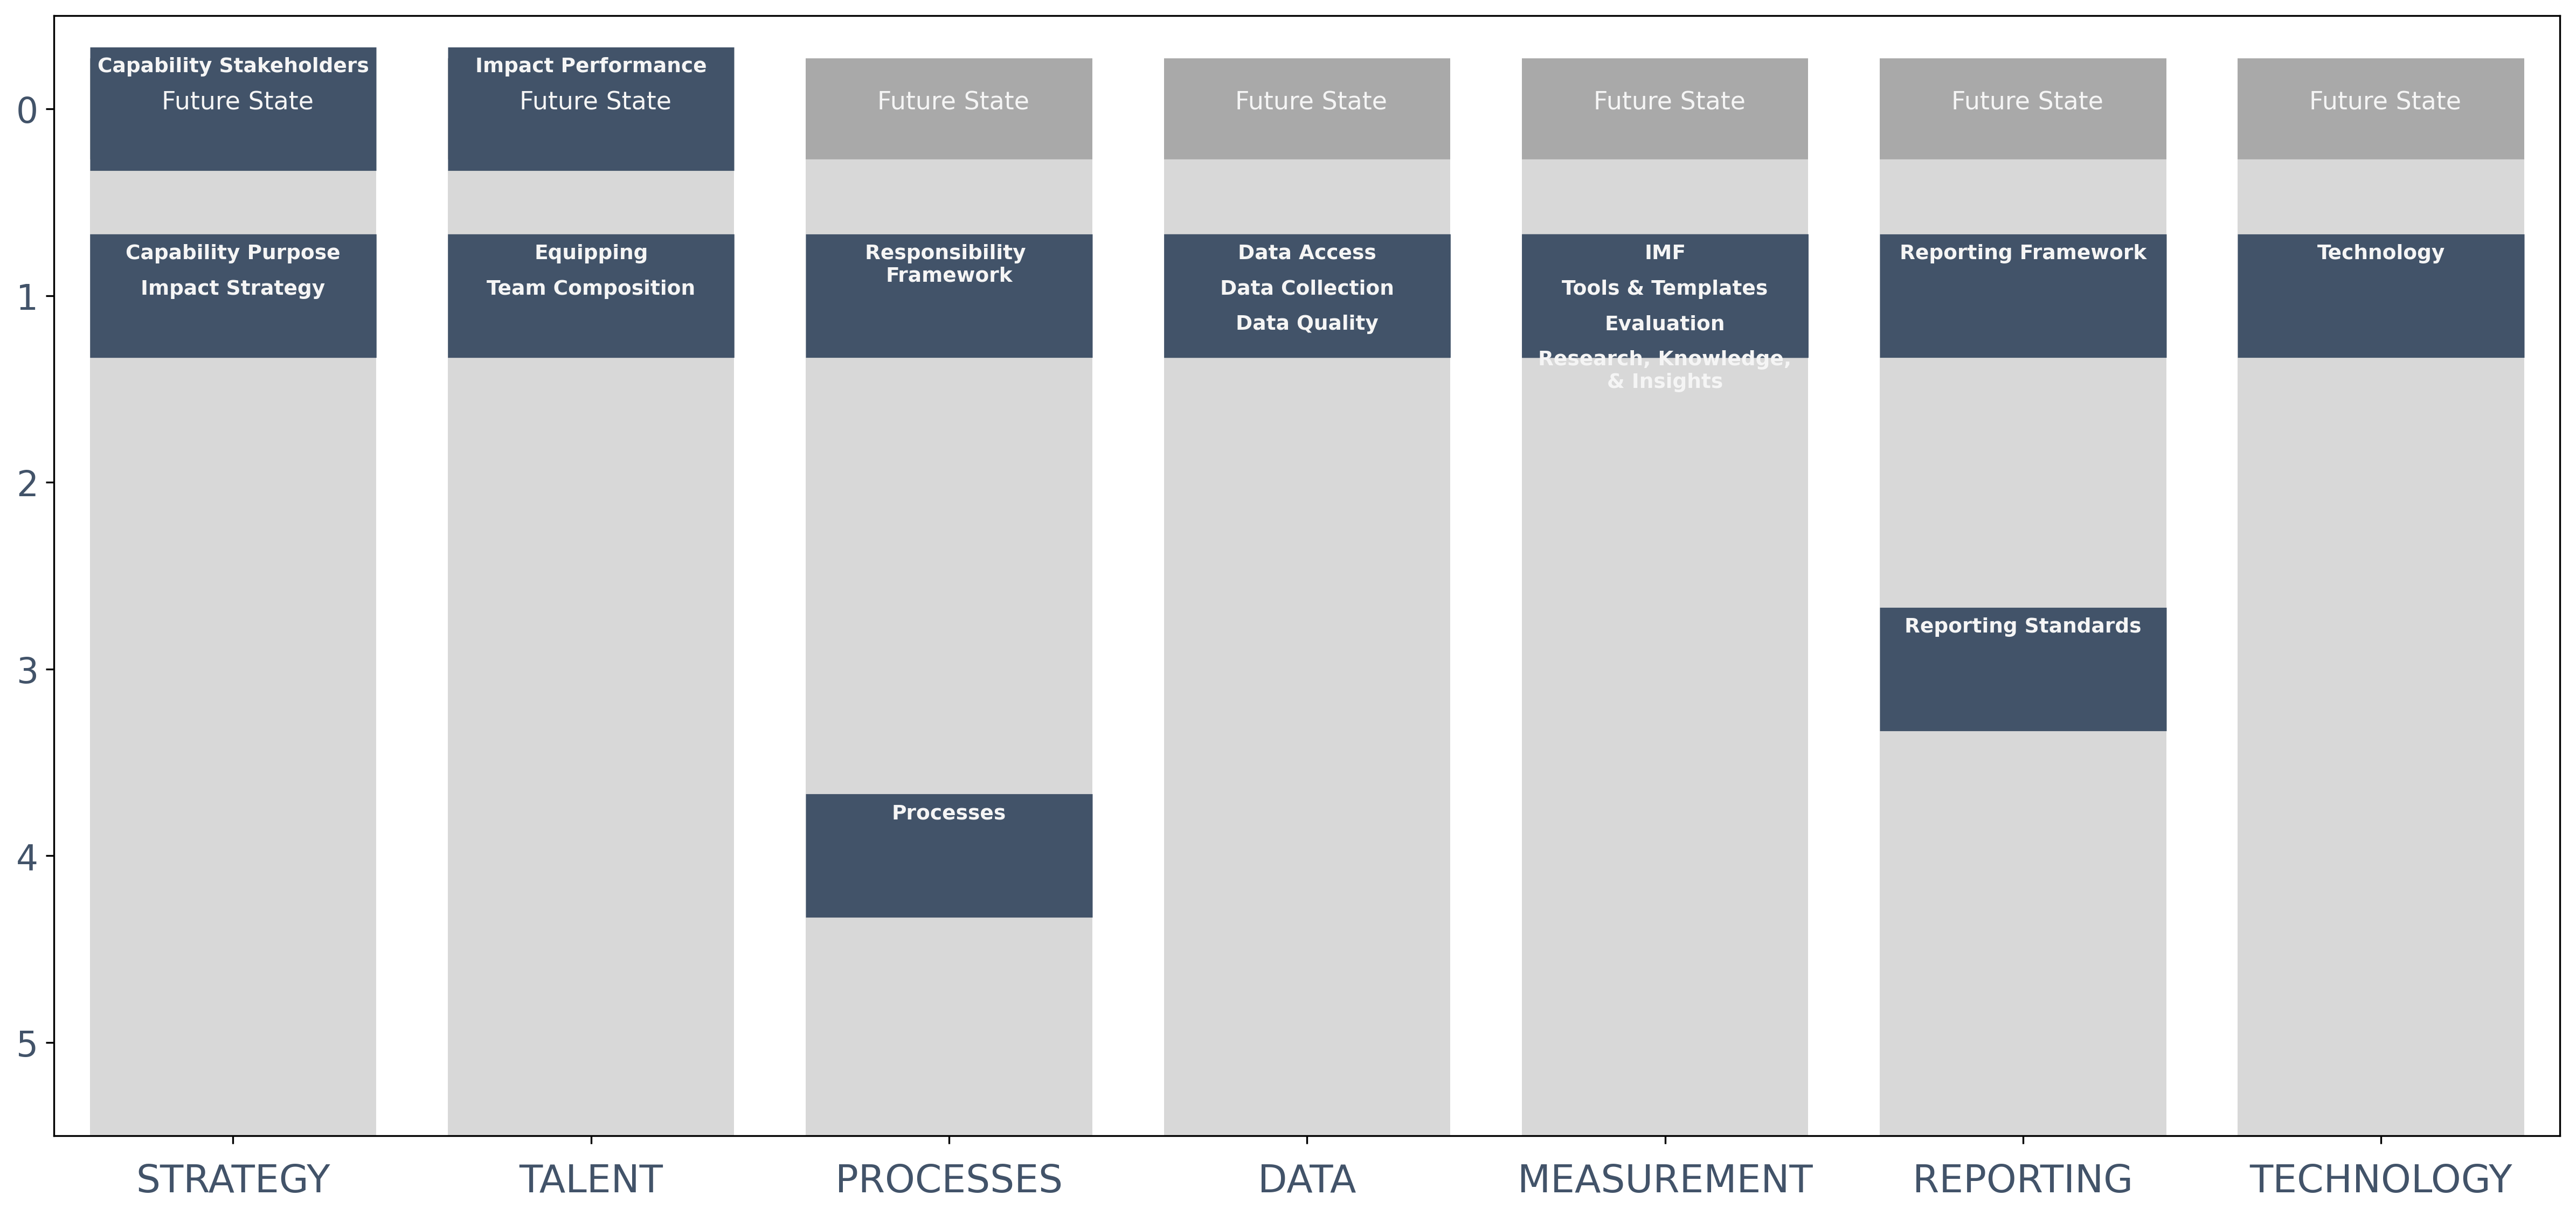 Capability Stakeholders
Impact Performance
0
Future State
Future State
Future State
Future State
Future State
Future State
Future State
1
Capability Purpose
Impact Strategy
Equipping
Team Composition
Responsibility
Framework
Data Access
Data Collection
Data Quality
IMF
Tools & Templates
Evaluation
Research, Knowledge,
& Insights
Reporting Framework
Technology
2
3
Reporting Standards
4
Processes
5
STRATEGY
TALENT
PROCESSES
DATA
MEASUREMENT
REPORTING
TECHNOLOGY